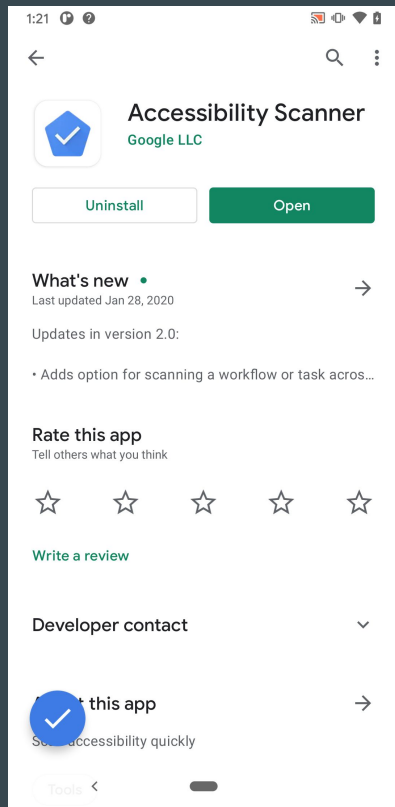 1:21
Accessibility Scanner
Google LLC
Uninstall
Open
What's new
Last updated Jan 28, 2020
Updates in version 2.0:
• Adds option for scanning a workflow or task acros…
Rate this app
Tell others what you think
Write a review
Developer contact
this app
accessibility quickly
Tools